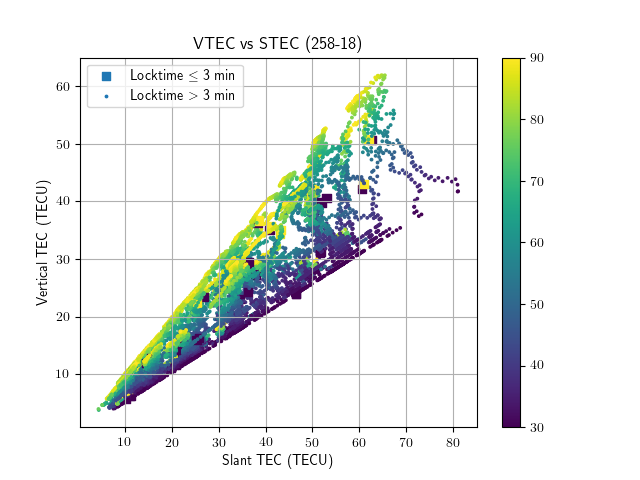 VTEC vs STEC (258-18)
Locktime ≤ 3 min
Locktime > 3 min
Vertical TEC (TECU)
60
50
40
30
20
10
10 20 30 40 50 60 70 80
Slant TEC (TECU)
90
80
70
60
50
40
30